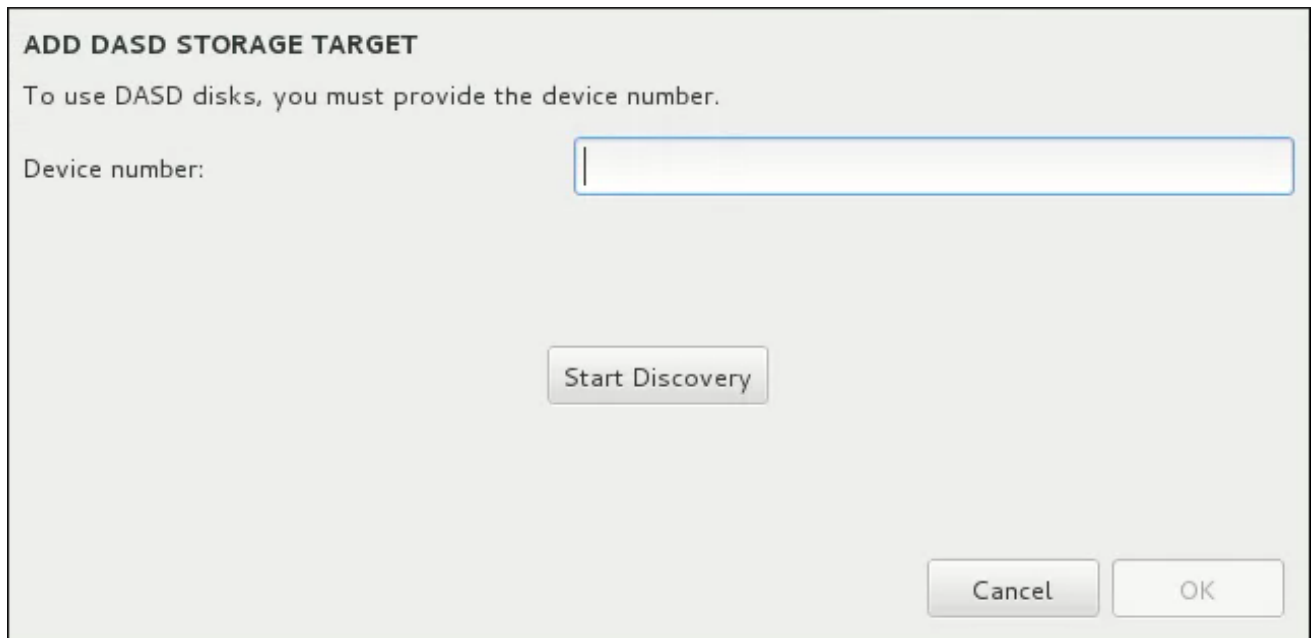 ADD DASD STORAGE TARGET
To use DASD disks, you must provide the device number.
Device number:
Start Discovery
Cancel OK